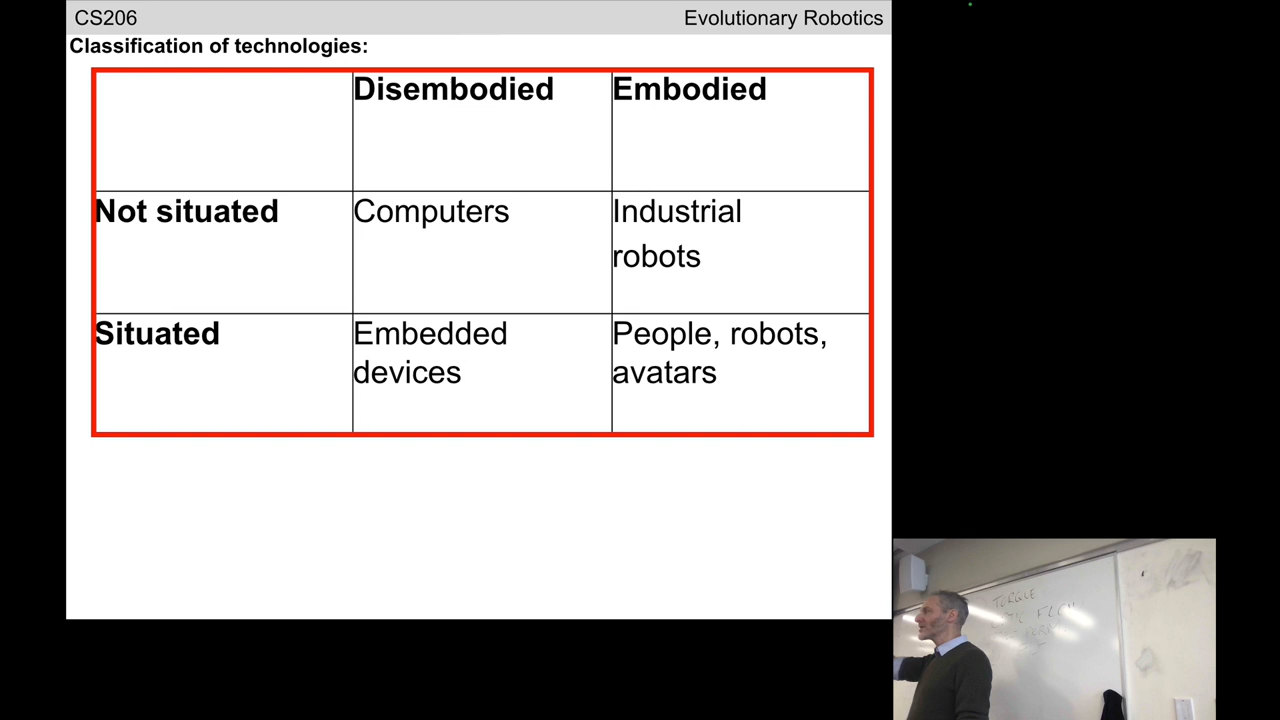 CS206
Evolutionary Robotics
Classification of technologies:
Disembodied
Embodied
Not situated
Computers
Industrial
robots
Situated
Embedded
devices
People, robots,
avatars
TORQUE